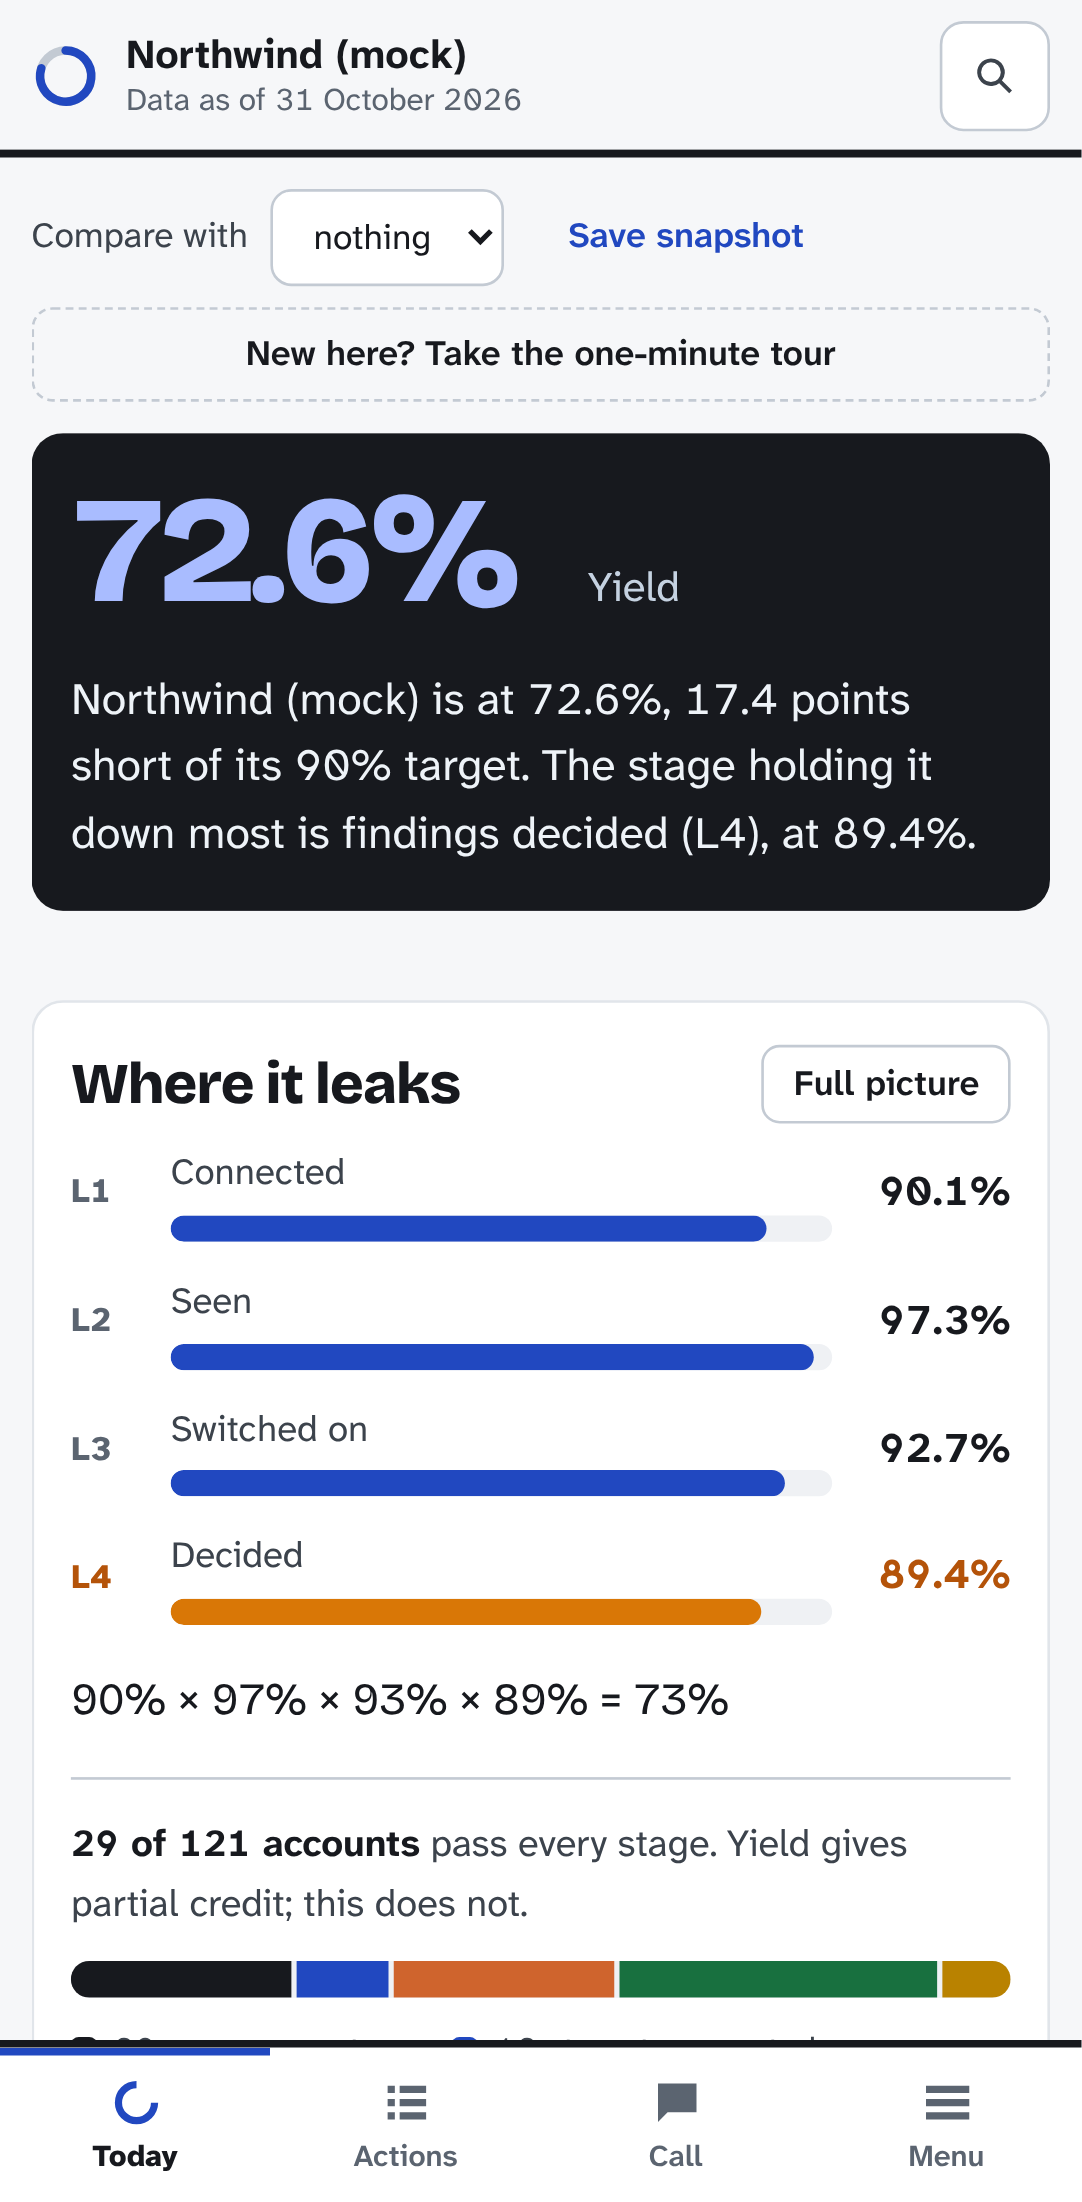 Northwind (mock)
Data as of 31 October 2026
Compare with
nothing
Save snapshot
New here? Take the one-minute tour
72.6%
Yield
Northwind (mock) is at 72.6%, 17.4 points
short of its 90% target. The stage holding it
down most is findings decided (L4), at 89.4%.
Where it leaks
Full picture
L1
Connected
90.1%
L2
Seen
97.3%
L3
Switched on
92.7%
L4
Decided
89.4%
90% × 97% × 93% × 89% = 73%
29 of 121 accounts pass every stage. Yield gives
partial credit; this does not.
Today
Actions
Call
Menu